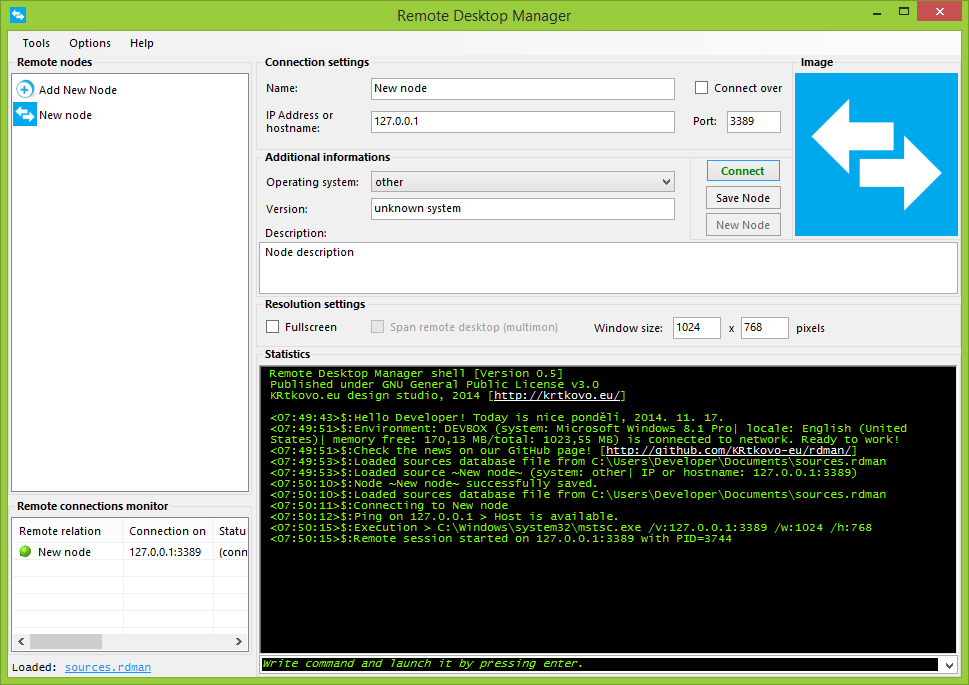 Remote Desktop Manager
Tools Options Help
Remote nodes
Add New Node
New node
Connection settings
Name: New node
Connect over
IP Address or
hostname: 127.0.0.1
Port: 3389
Image
Additional informations
Operating system: other
Version: unknown system
Connect
Save Node
New Node
Description:
Node description
Resolution settings
Fullscreen Span remote desktop (multimon) Window size: 1024 x 768 pixels
Statistics
Remote Desktop Manager shell [Version 0.5]
Published under GNU General Public License v3.0
KRtkovo.eu design studio, 2014 [http://krtkovo.eu/]
<07:49:43>$:Hello Developer! Today is nice pondělí, 2014. 11. 17.
<07:49:51>$:Environment: DEVBOX (system: Microsoft Windows 8.1 Pro| locale: English (United
States)| memory free: 170,13 MB/total: 1023,55 MB) is connected to network. Ready to work!
<07:49:51>$:Check the news on our GitHub page! [http://github.com/KRtkovo-eu/rdman/]
<07:49:53>$:Loaded sources database file from C:\Users\Developer\Documents\sources.rdman
<07:49:53>$:Loaded source ~New node~ (system: other| IP or hostname: 127.0.0.1:3389)
<07:50:10>$:Node ~New node~ successfully saved.
<07:50:10>$:Loaded sources database file from C:\Users\Developer\Documents\sources.rdman
<07:50:11>$:Connecting to New node
<07:50:12>$:Ping on 127.0.0.1 > Host is available.
<07:50:15>$:Execution > C:\Windows\system32\mstsc.exe /v:127.0.0.1:3389 /w:1024 /h:768
<07:50:15>$:Remote session started on 127.0.0.1:3389 with PID=3744
Write command and launch it by pressing enter.
Remote connections monitor
Remote relation Connection on Statu
New node 127.0.0.1:3389 (conn
Loaded: sources.rdman